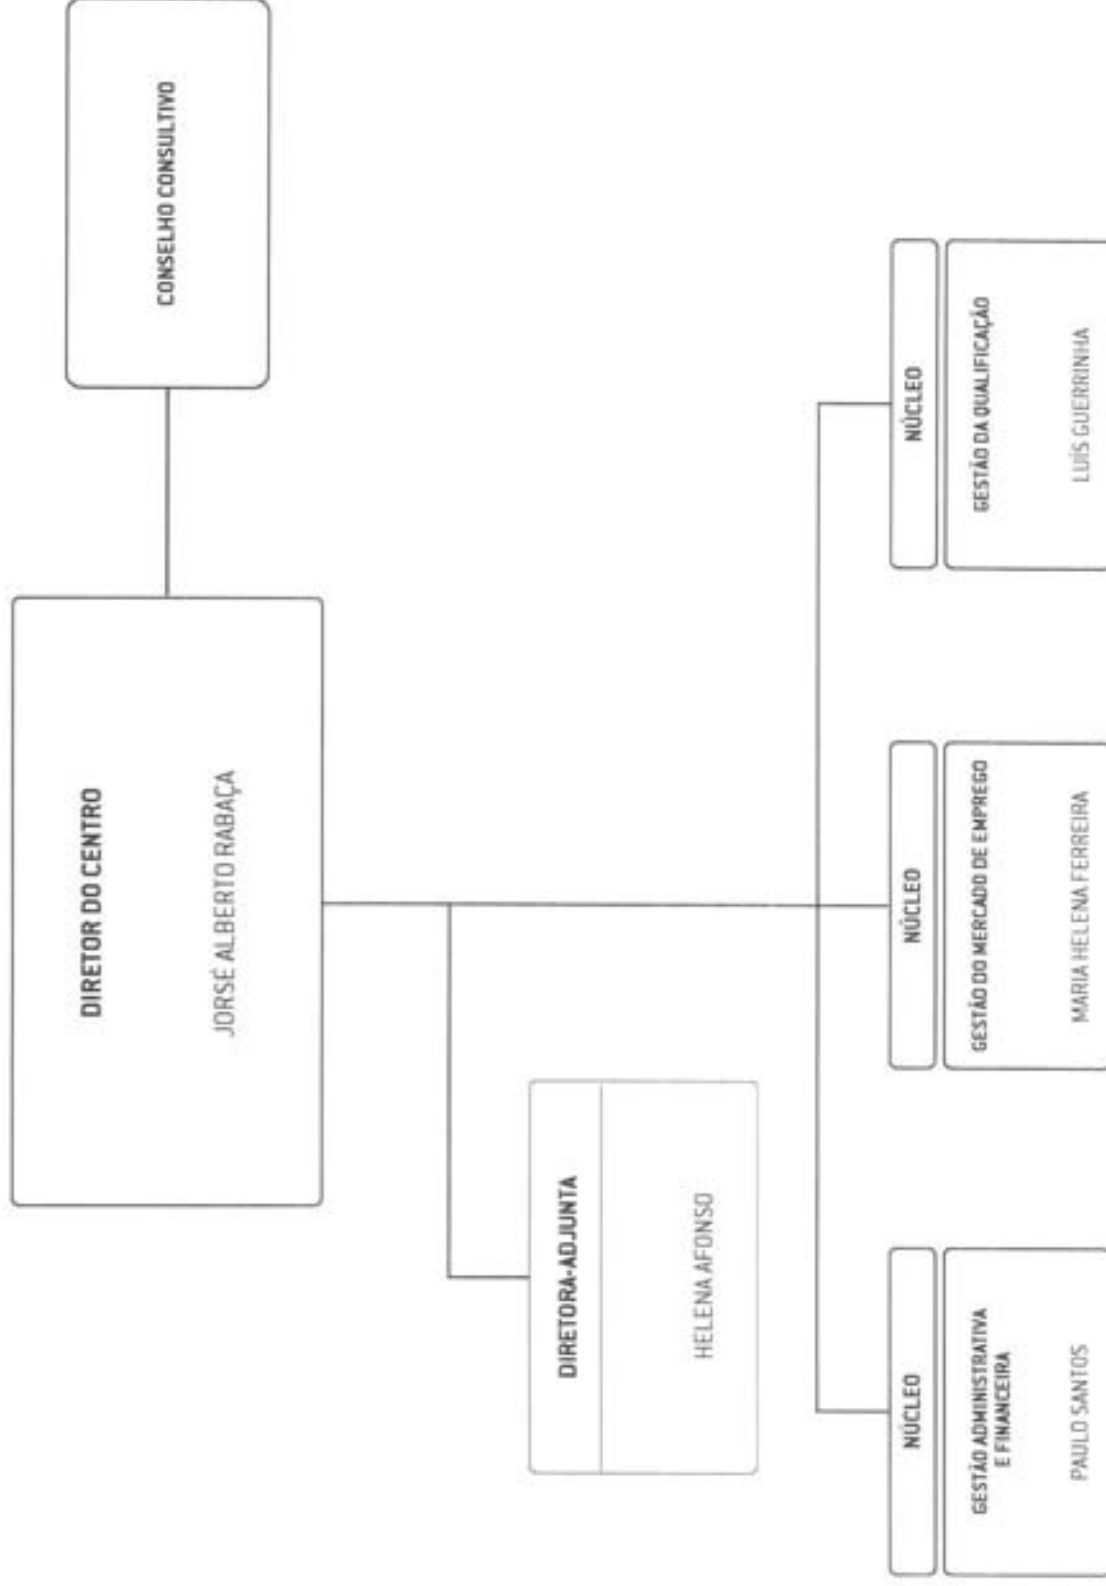 DIRETOR DO CENTRO
JORSÉ ALBERTO RABAÇA
CONSELHO CONSULTIVO
DIRETORA-ADJUNTA
HELENA AFONSO
NÚCLEO
GESTÃO ADMINISTRATIVA
E FINANCEIRA
PAULO SANTOS
NÚCLEO
GESTÃO DO MERCADO DE EMPREGO
MARIA HELENA FERREIRA
NÚCLEO
GESTÃO DA QUALIFICAÇÃO
LUÍS GUERRINHA